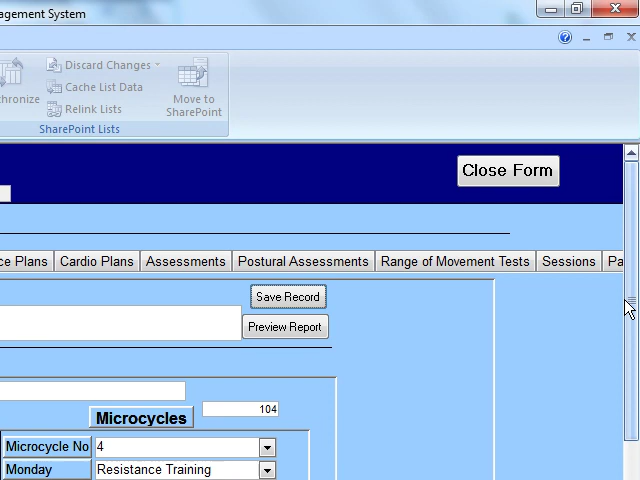 agement System
Discard Changes
chronize
Cache List Data
Move to
SharePoint
Relink Lists
SharePoint Lists
Close Form
ce Plans Cardio Plans Assessments Postural Assessments Range of Movement Tests Sessions Pa
Save Record
Preview Report
104
Microcycles
Microcycle No 4
Monday Resistance Training